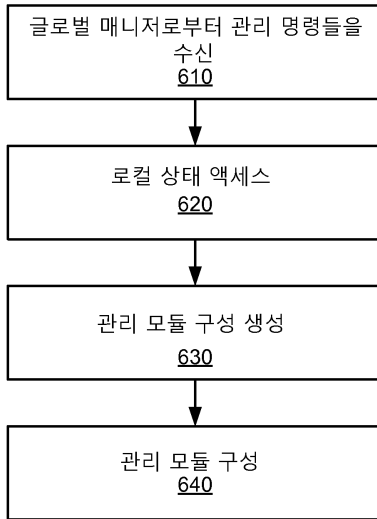 글로벌 매니저로부터 관리 명령들을
수신
610
로컬 상태 액세스
620
관리 모듈 구성 생성
630
관리 모듈 구성
640